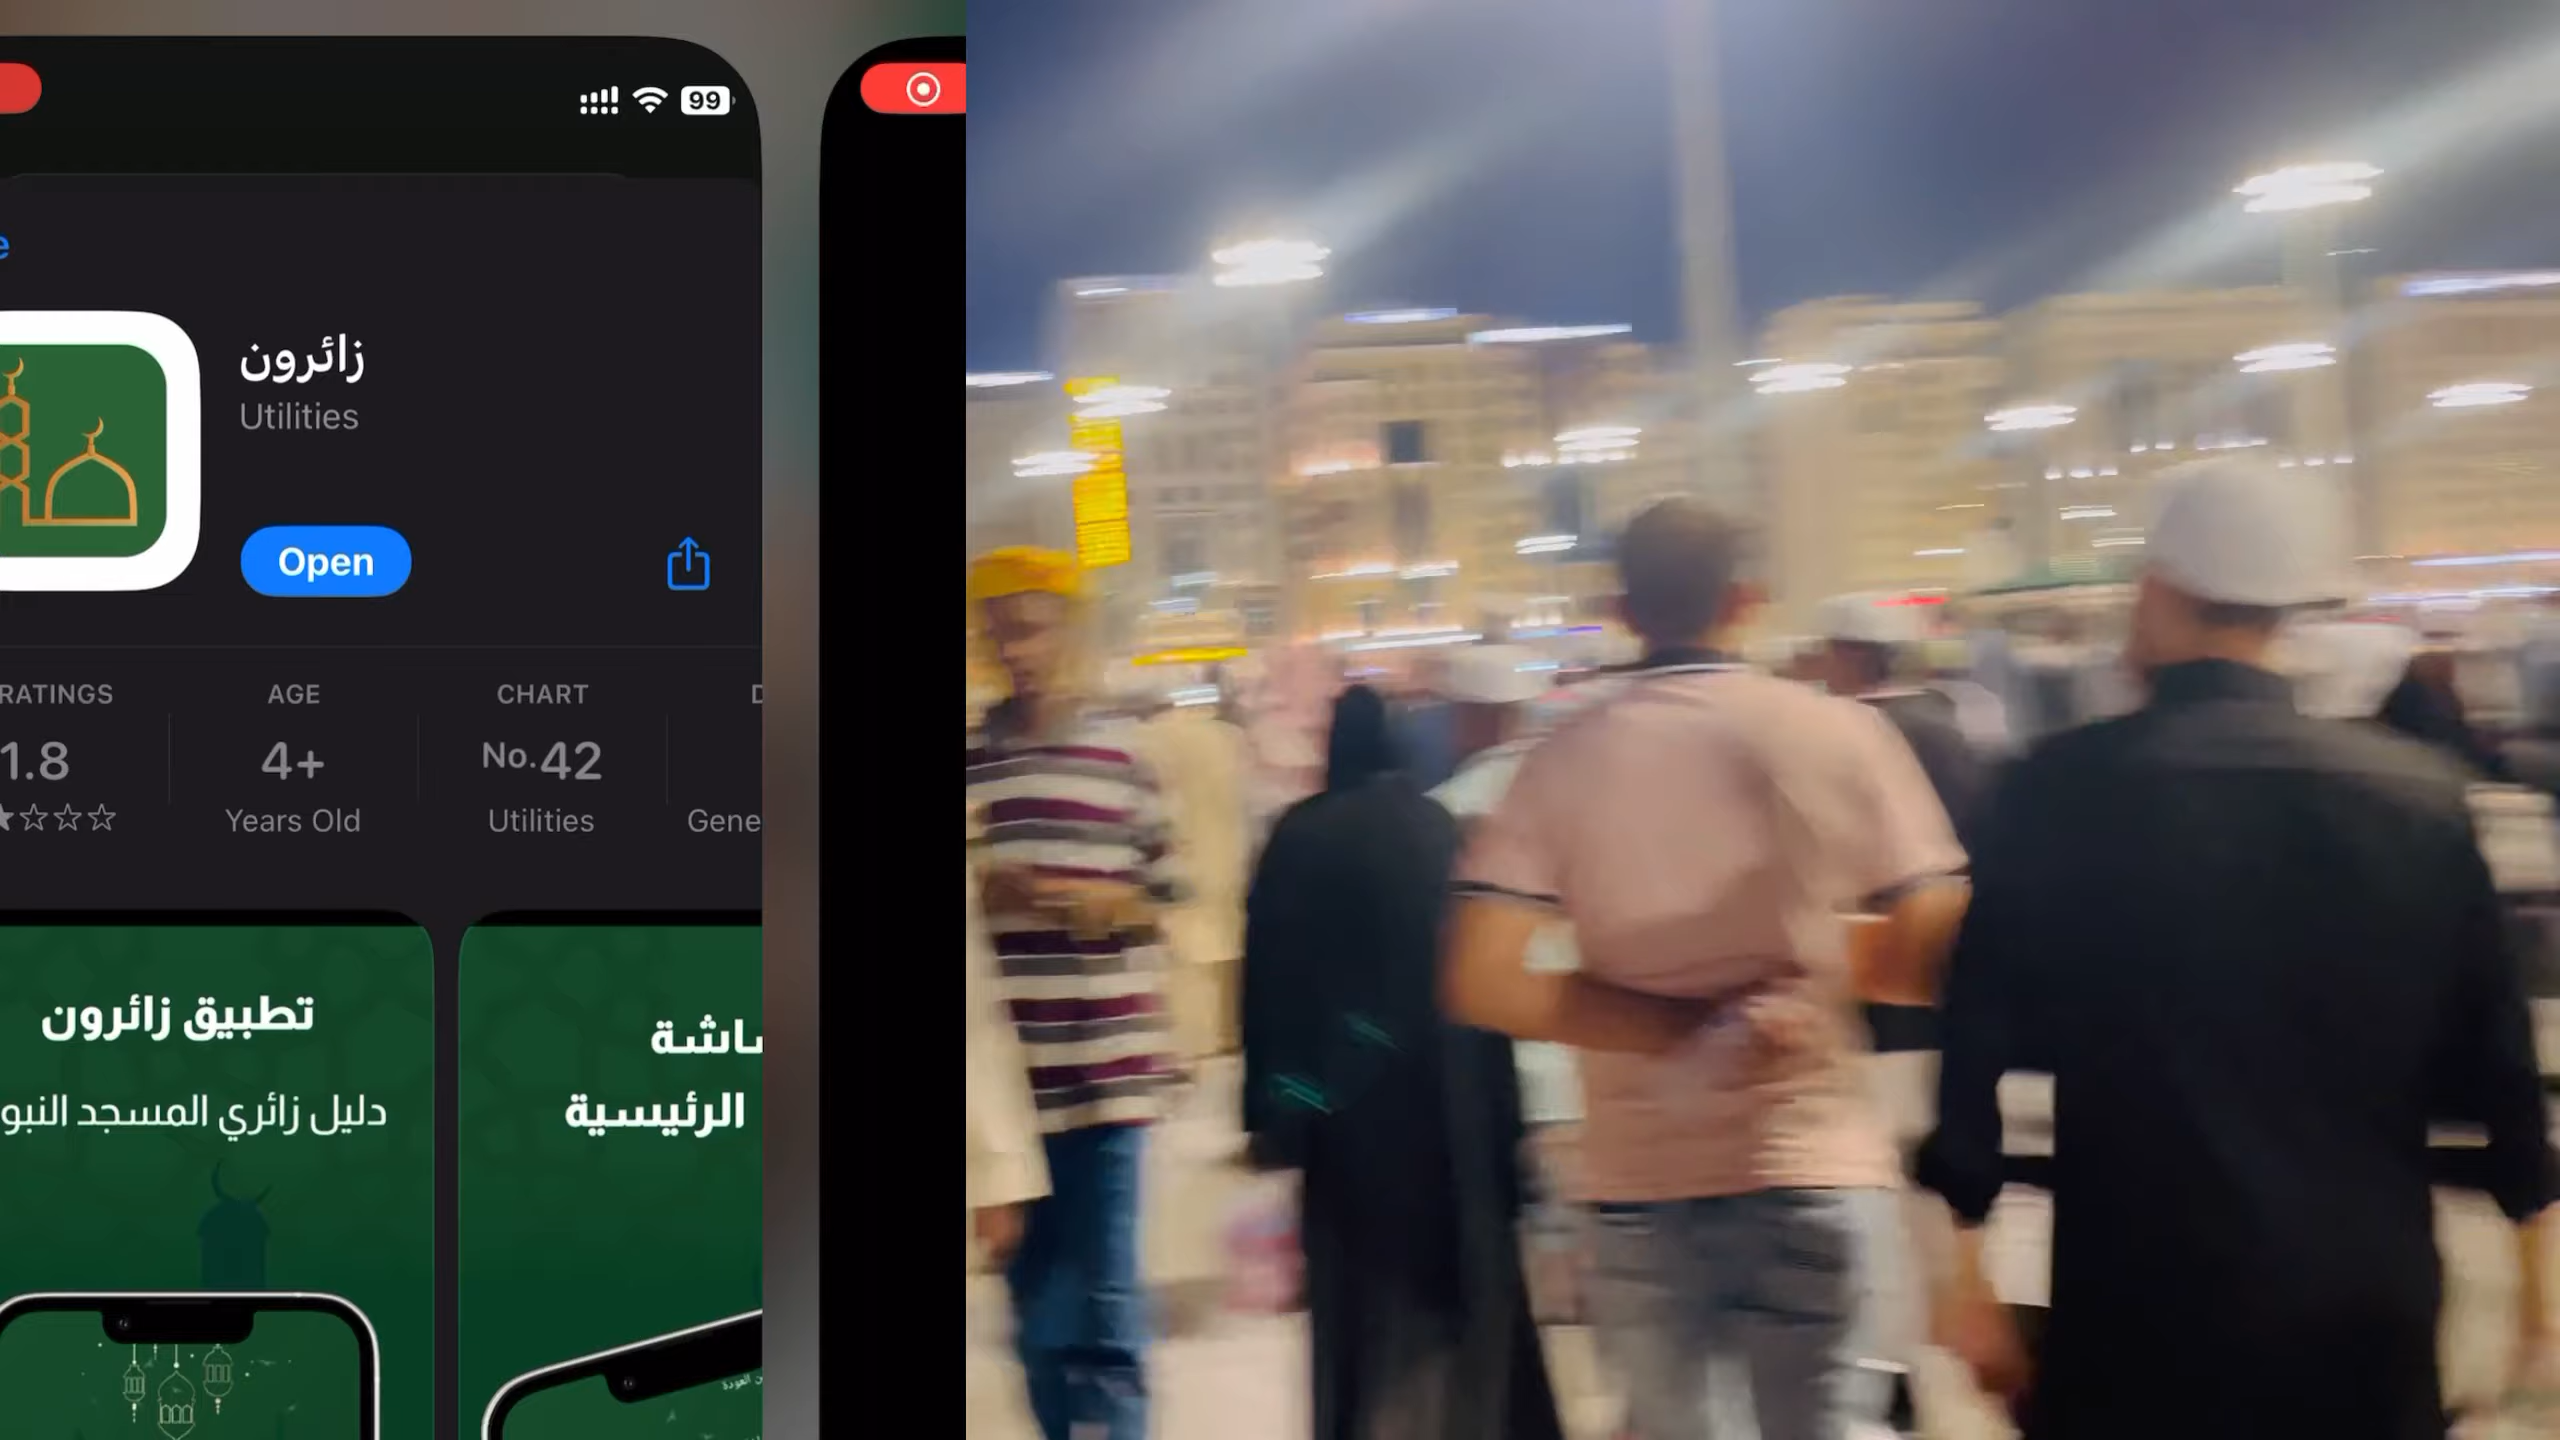 99
زائرون
Utilities
Open
RATINGS
1.8
AGE
4+
Years Old
CHART
No.42
Utilities
تطبيق زائرون
دليل زائري المسجد
الرئيسية
العودة